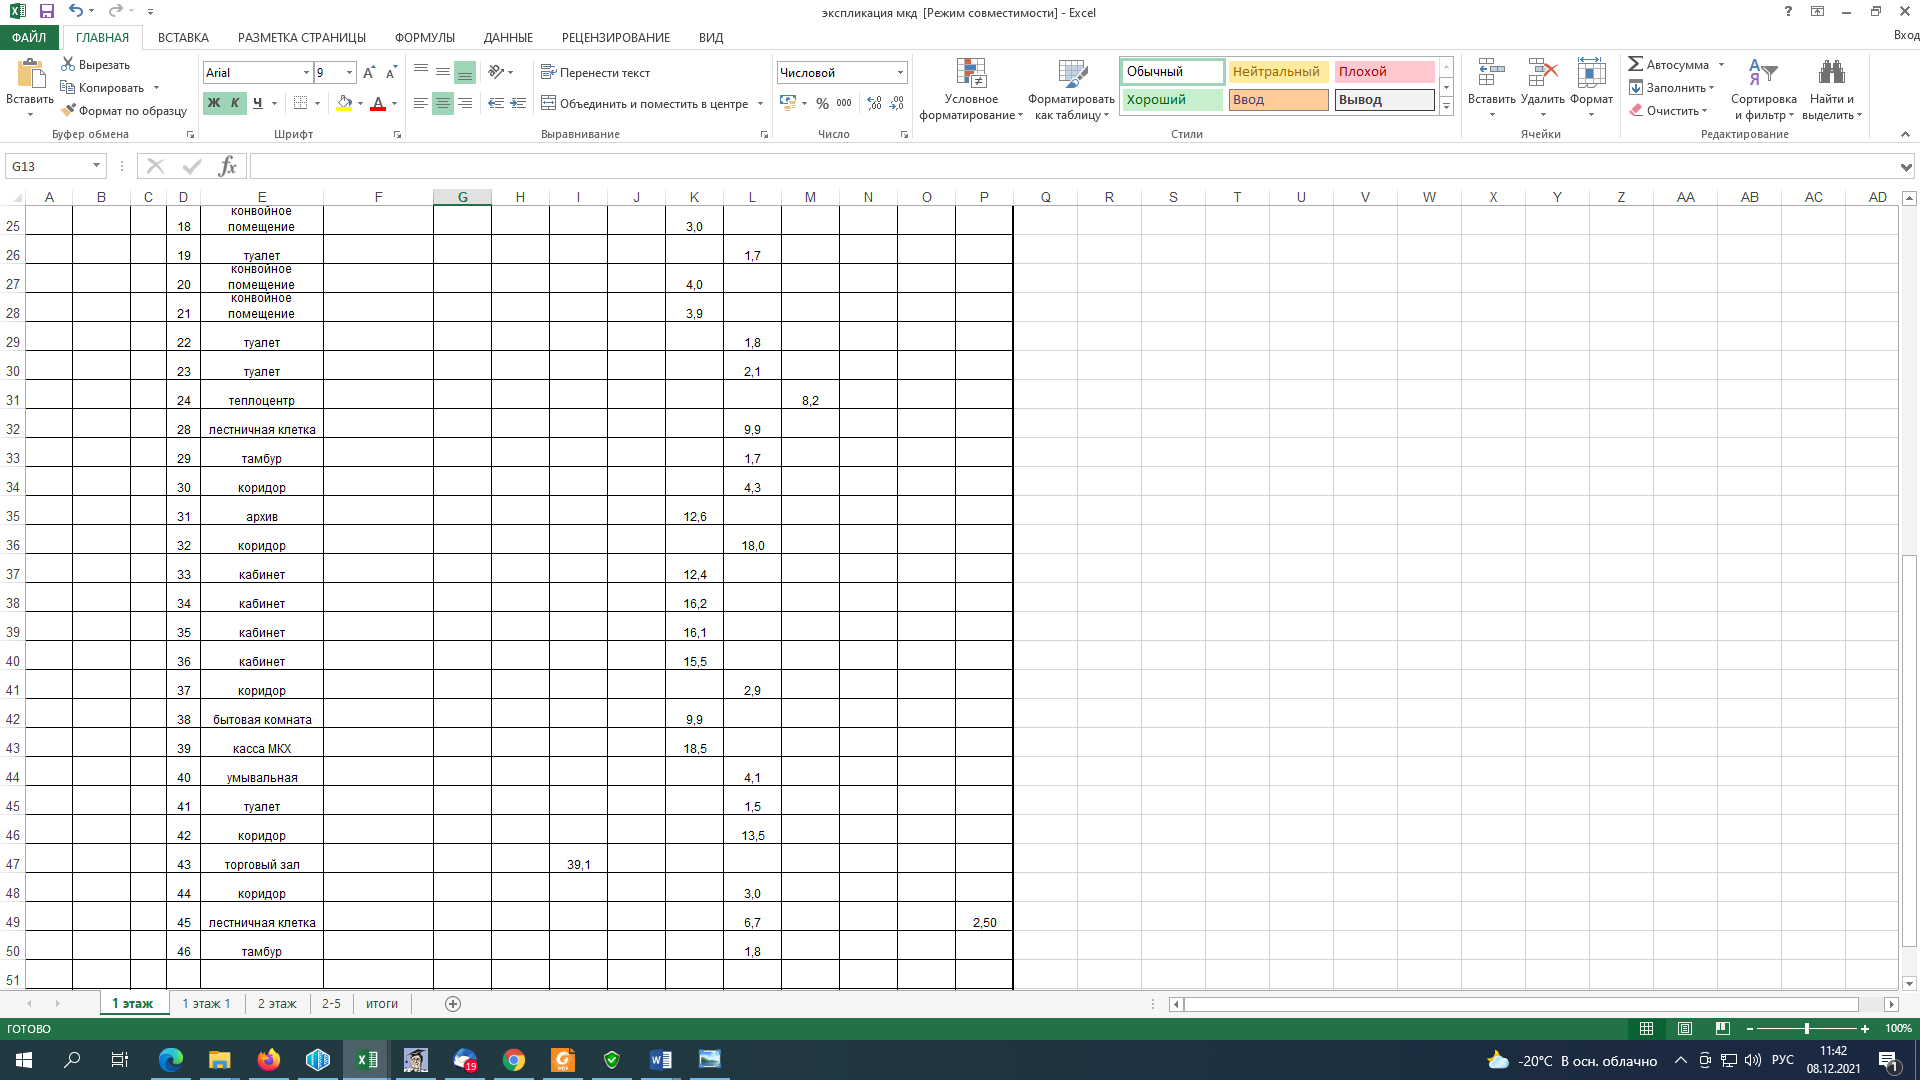 экспликация мкд [Режим совместимости] - Excel
?
Вход
ФАЙЛ ГЛАВНАЯ ВСТАВКА РАЗМЕТКА СТРАНИЦЫ ФОРМУЛЫ ДАННЫЕ РЕЦЕНЗИРОВАНИЕ ВИД
Вставить
Вырезать
Копировать
Формат по образцу
Буфер обмена
Arial 9
Ж К Ч А
Шрифт
Перенести текст
Объединить и поместить в центре
Выравнивание
Числовой
% 000
Число
Условное форматирование
Форматировать как таблицу
Обычный Нейтральный Плохой
Хороший Ввод Вывод
Стили
Вставить Удалить Формат
Ячейки
Автосумма
Заполнить
Очистить
Сортировка и фильтр
Найти и выделить
Редактирование
G13
fx
A B C D E F G H I J K L M N O P Q R S T U V W X Y Z AA AB AC AD
25 18 конвойное помещение 3,0
26 19 туалет 1,7
27 20 конвойное помещение 4,0
28 21 конвойное помещение 3,9
29 22 туалет 1,8
30 23 туалет 2,1
31 24 теплоцентр 8,2
32 28 лестничная клетка 9,9
33 29 тамбур 1,7
34 30 коридор 4,3
35 31 архив 12,6
36 32 коридор 18,0
37 33 кабинет 12,4
38 34 кабинет 16,2
39 35 кабинет 16,1
40 36 кабинет 15,5
41 37 коридор 2,9
42 38 бытовая комната 9,9
43 39 касса МКХ 18,5
44 40 умывальная 4,1
45 41 туалет 1,5
46 42 коридор 13,5
47 43 торговый зал 39,1
48 44 коридор 3,0
49 45 лестничная клетка 6,7 2,50
50 46 тамбур 1,8
51
1 этаж 1 этаж 1 2 этаж 2-5 итоги
ГОТОВО
100%
19
-20°C В осн. облачно
РУС
11:42
08.12.2021
1